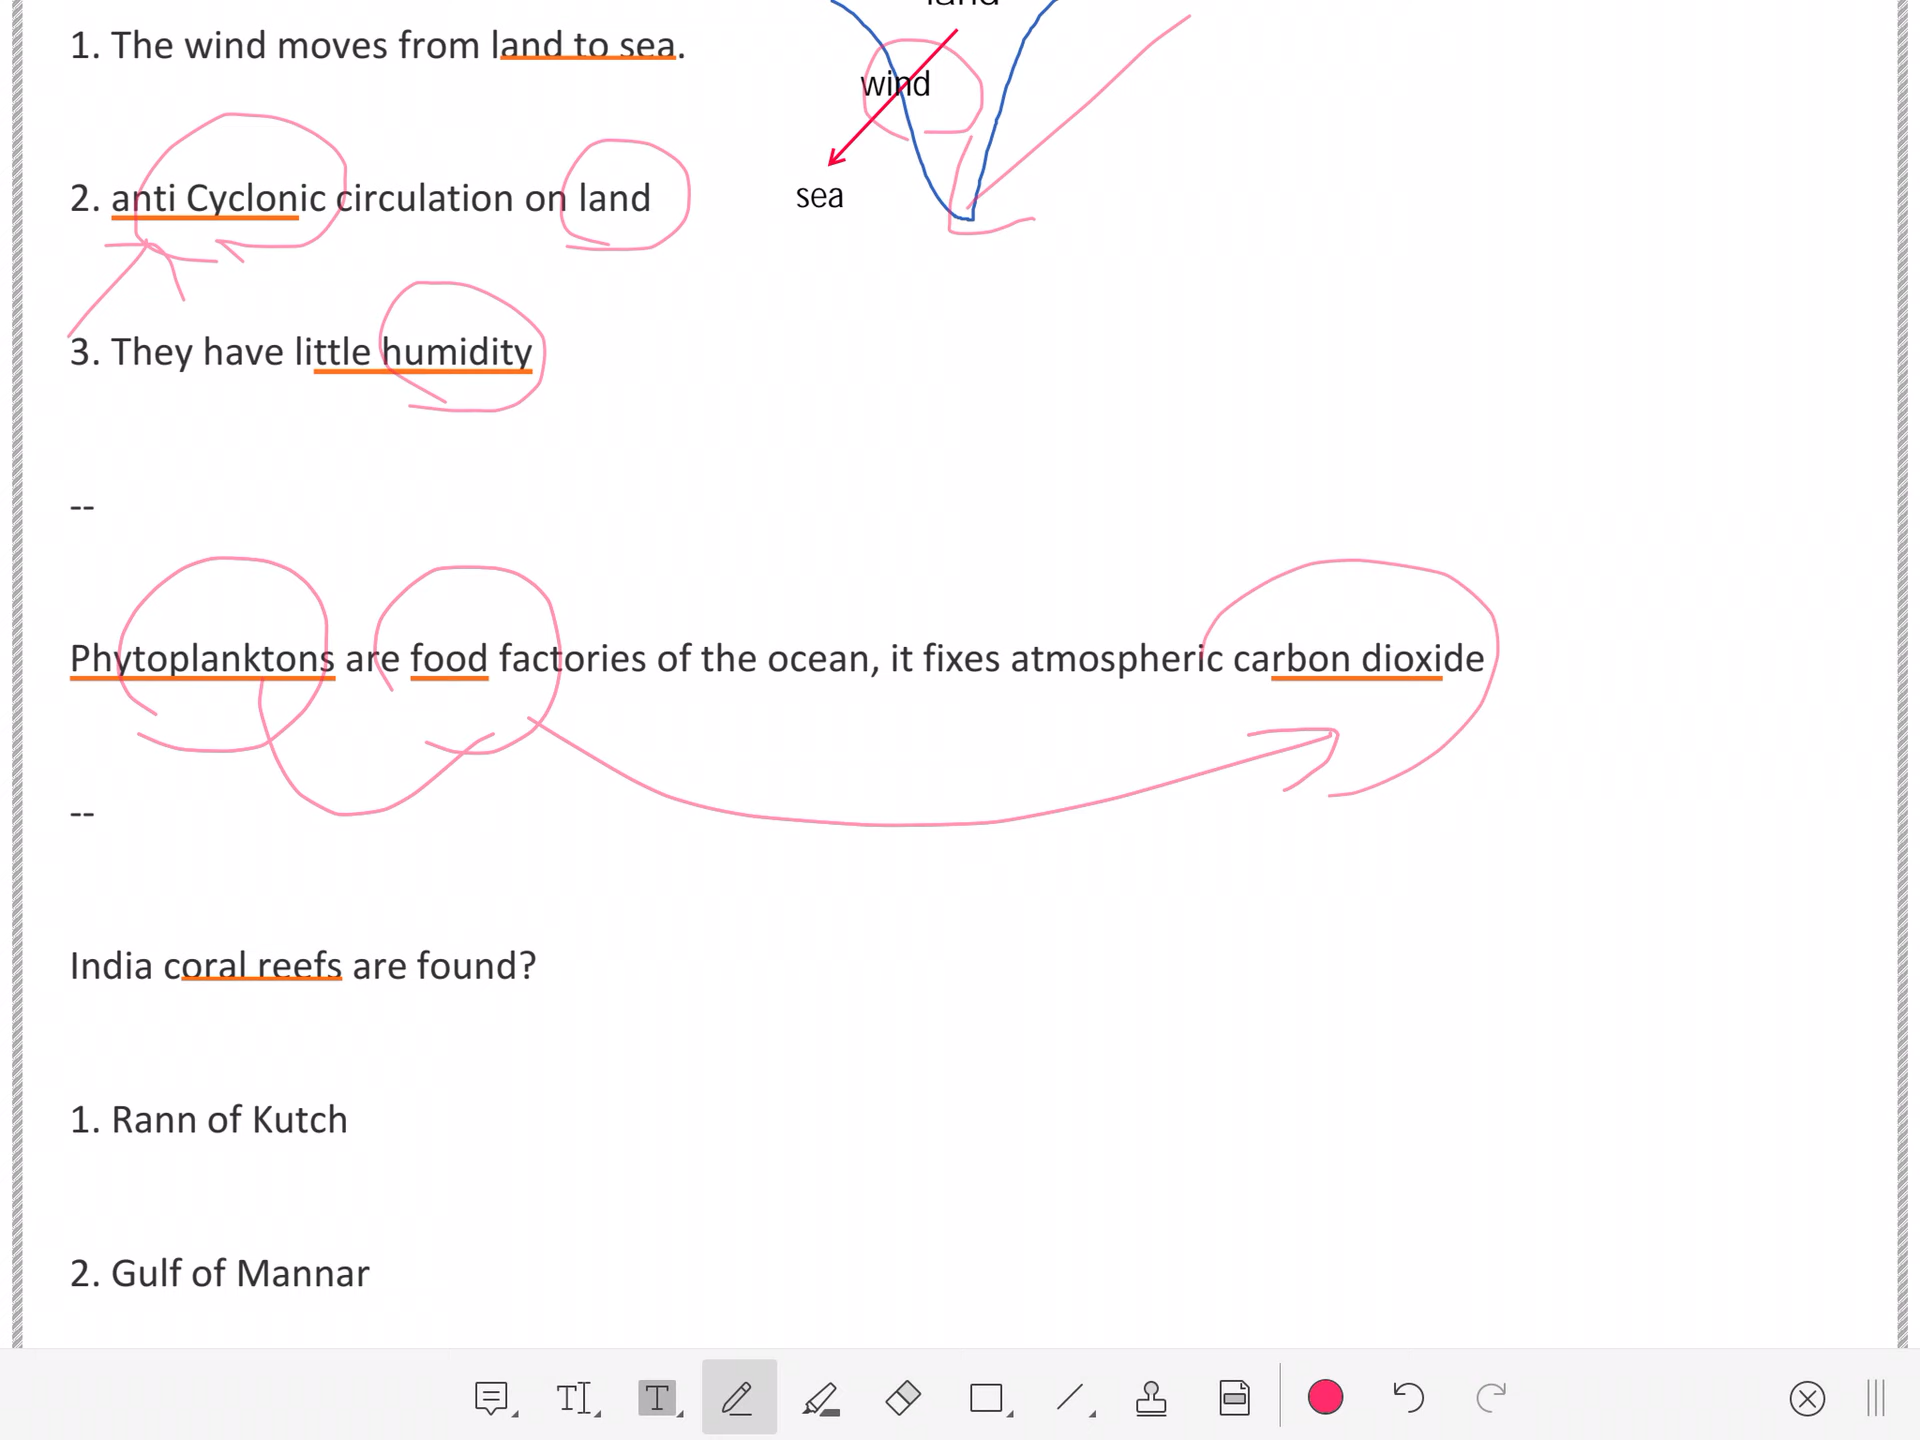 land
1. The wind moves from land to sea.
wind
2. anti Cyclonic circulation on land
sea
3. They have little humidity
--
Phytoplanktons are food factories of the ocean, it fixes atmospheric carbon dioxide
--
India coral reefs are found?
1. Rann of Kutch
2. Gulf of Mannar